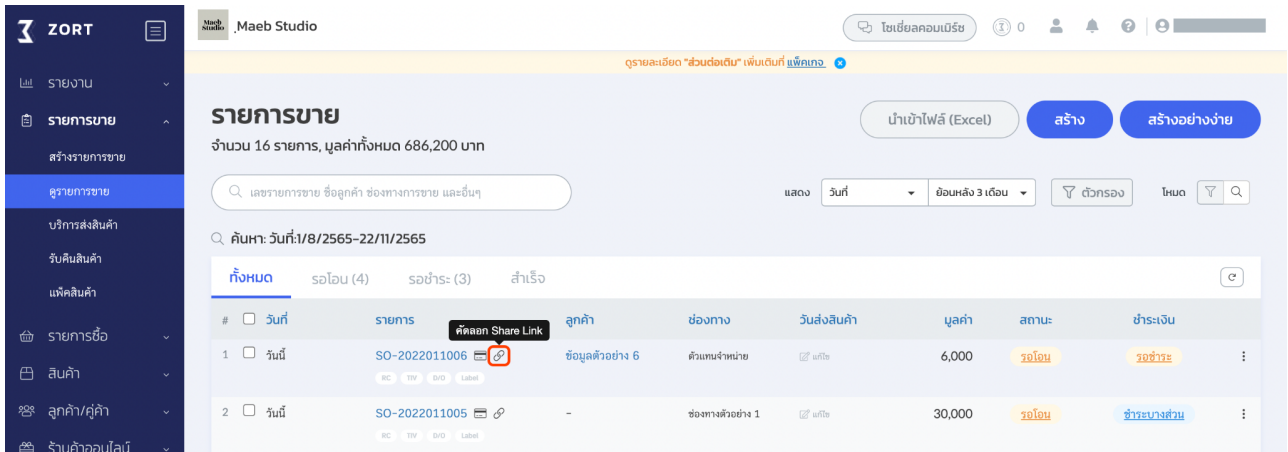 ZORT
Maeb Studio
.Maeb Studio
โซเชี่ยลคอมเมิร์ซ
0
ดูรายละเอียด "ส่วนต่อเติม" เพิ่มเติมที่ แพ็คเกจ
รายงาน
รายการขาย
สร้างรายการขาย
ดูรายการขาย
บริการส่งสินค้า
รับคืนสินค้า
แพ็คสินค้า
รายการซื้อ
สินค้า
ลูกค้า/คู่ค้า
ร้านค้าออนไลน์
รายการขาย
จำนวน 16 รายการ, มูลค่าทั้งหมด 686,200 บาท
นำเข้าไฟล์ (Excel)
สร้าง
สร้างอย่างง่าย
เลขรายการขาย ชื่อลูกค้า ช่องทางการขาย และอื่นๆ
แสดง วันที่ ย้อนหลัง 3 เดือน ตัวกรอง โหมด
ค้นหา: วันที่:1/8/2565-22/11/2565
ทั้งหมด รอโอน (4) รอชำระ (3) สำเร็จ
คัดลอก Share Link
# วันที่ รายการ ลูกค้า ช่องทาง วันส่งสินค้า มูลค่า สถานะ ชำระเงิน
1 วันนี้ SO-2022011006 ข้อมูลตัวอย่าง 6 ตัวแทนจำหน่าย แก้ไข 6,000 รอโอน รอชำระ
RC TIV D/O Label
2 วันนี้ SO-2022011005 - ช่องทางตัวอย่าง 1 แก้ไข 30,000 รอโอน ชำระบางส่วน
RC TIV D/O Label